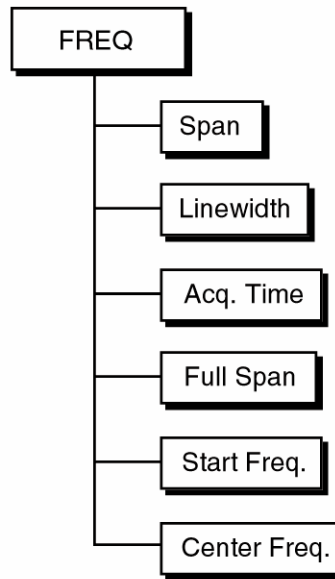 FREQ
Span
Linewidth
Acq. Time
Full Span
Start Freq.
Center Freq.